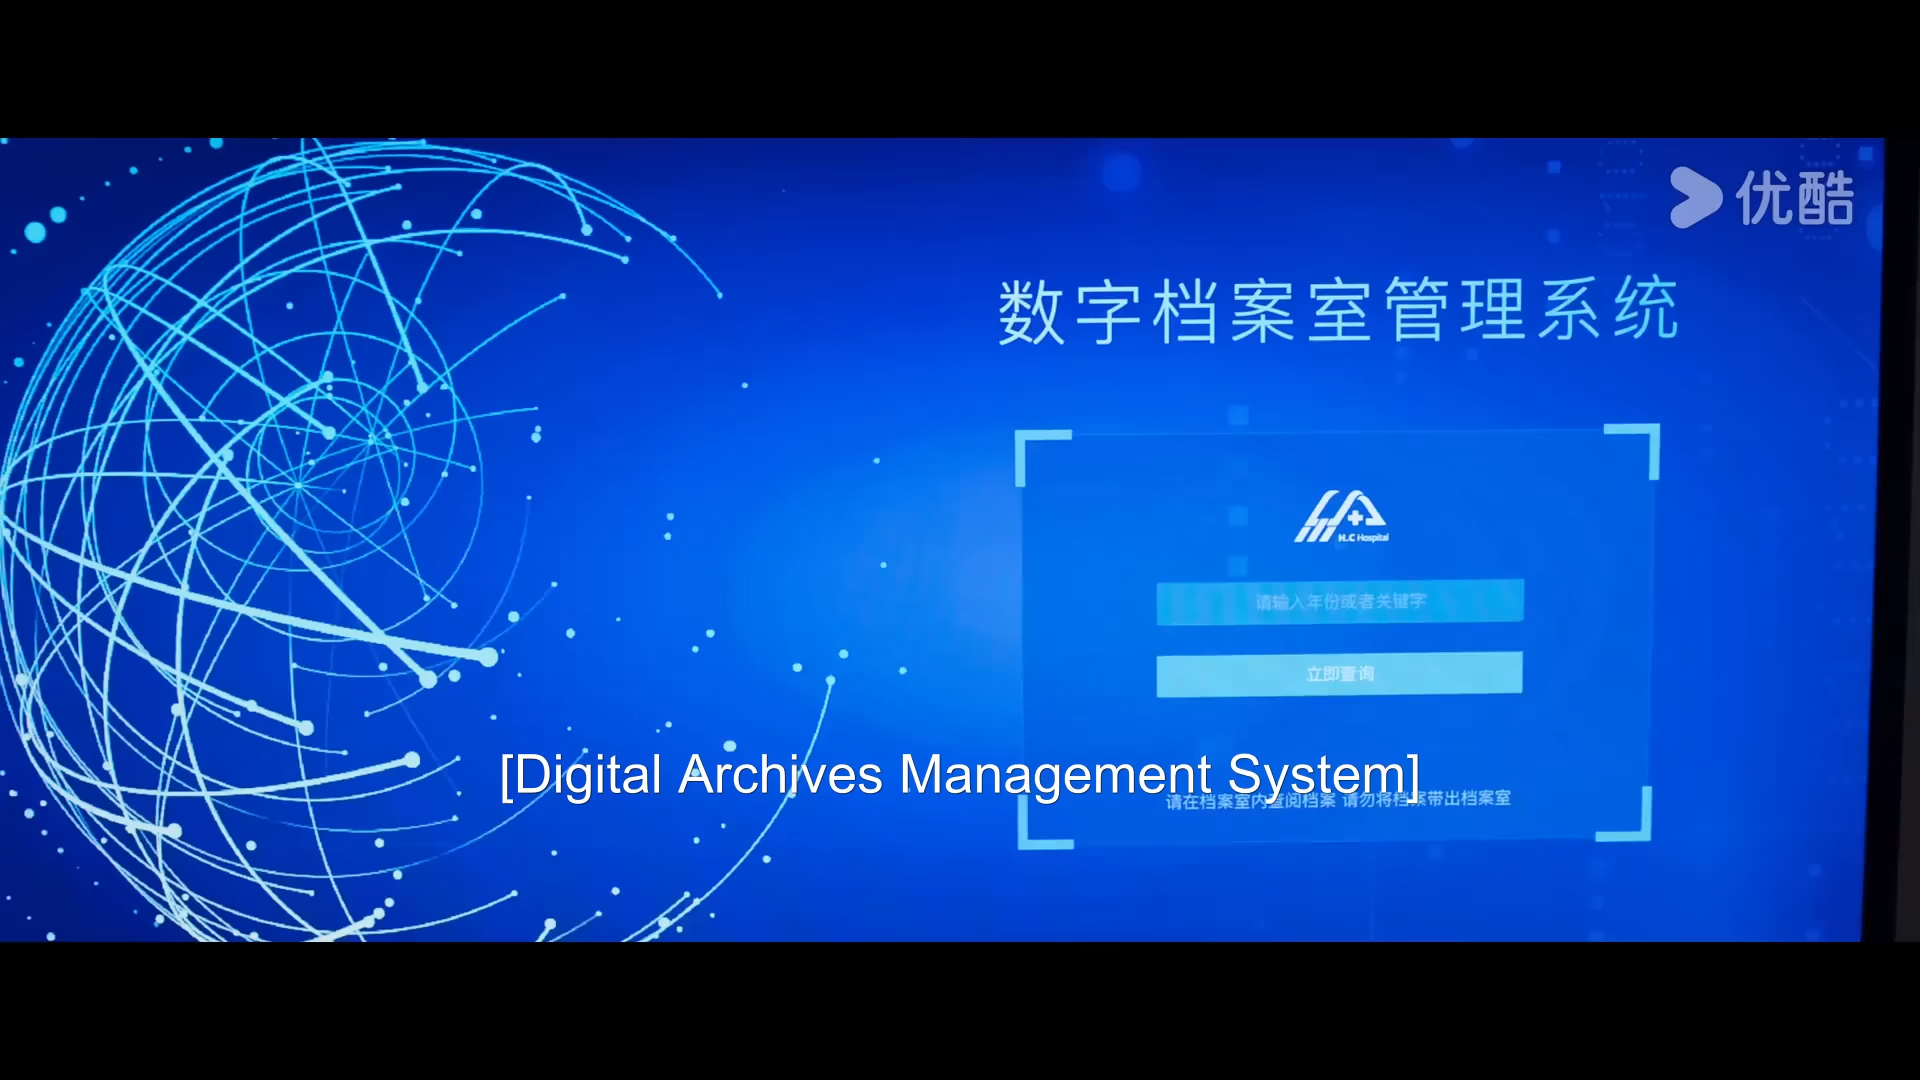 优酷
数字档案室管理系统
H.C Hospital
请输入年份或者关键字
立即查询
[Digital Archives Management System]
请在档案室内查阅档案 请勿将档案带出档案室